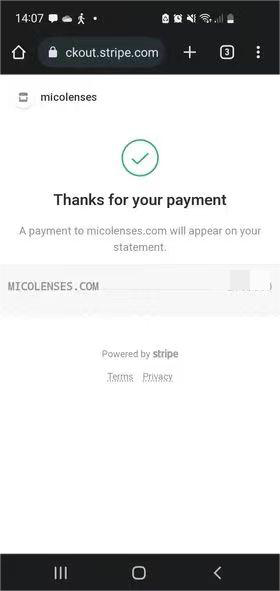 14:07
ckout.stripe.com
3
micolenses
Thanks for your payment
A payment to micolenses.com will appear on your
statement.
MICOLENSES.COM
Powered by stripe
Terms Privacy